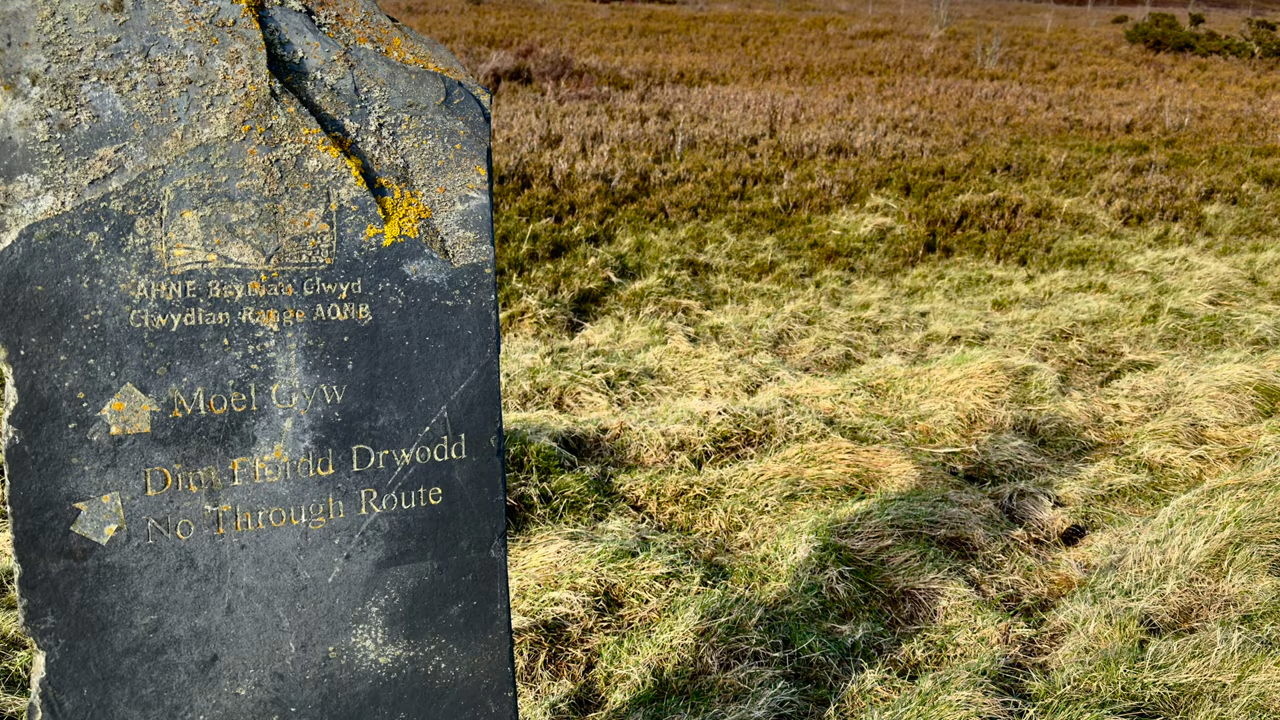 AHNE Bryniau Clwyd
Clwydian Range AONB
Moel Gyw
Dim Ffordd Drwodd
No Through Route